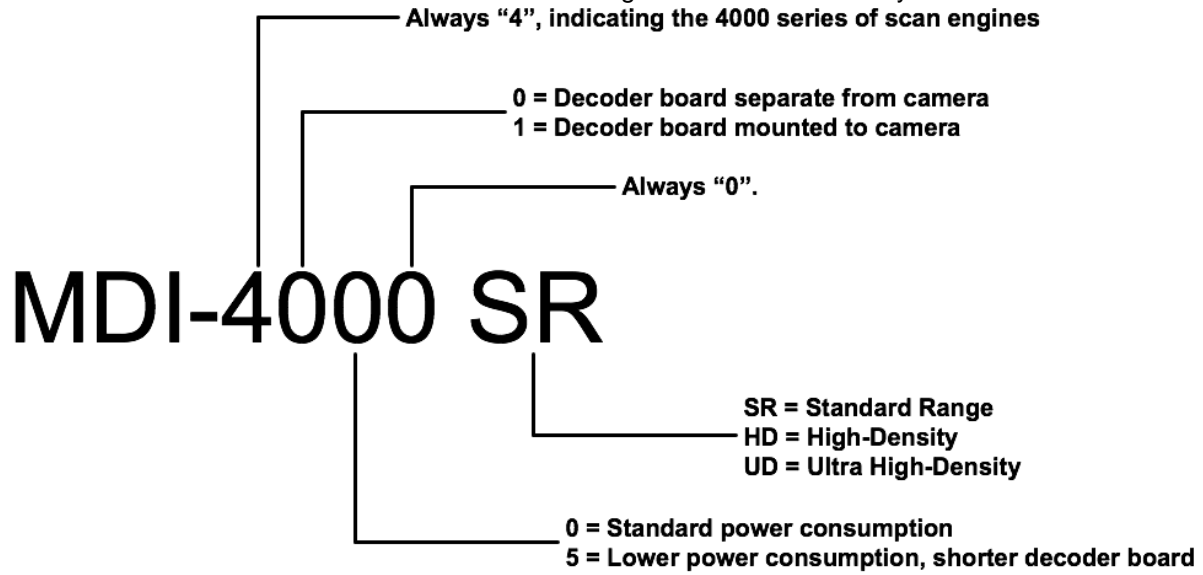 Always “4”, indicating the 4000 series of scan engines
0 = Decoder board separate from camera
1 = Decoder board mounted to camera
Always “0”.
MDI-4000 SR
SR = Standard Range
HD = High-Density
UD = Ultra High-Density
0 = Standard power consumption
5 = Lower power consumption, shorter decoder board